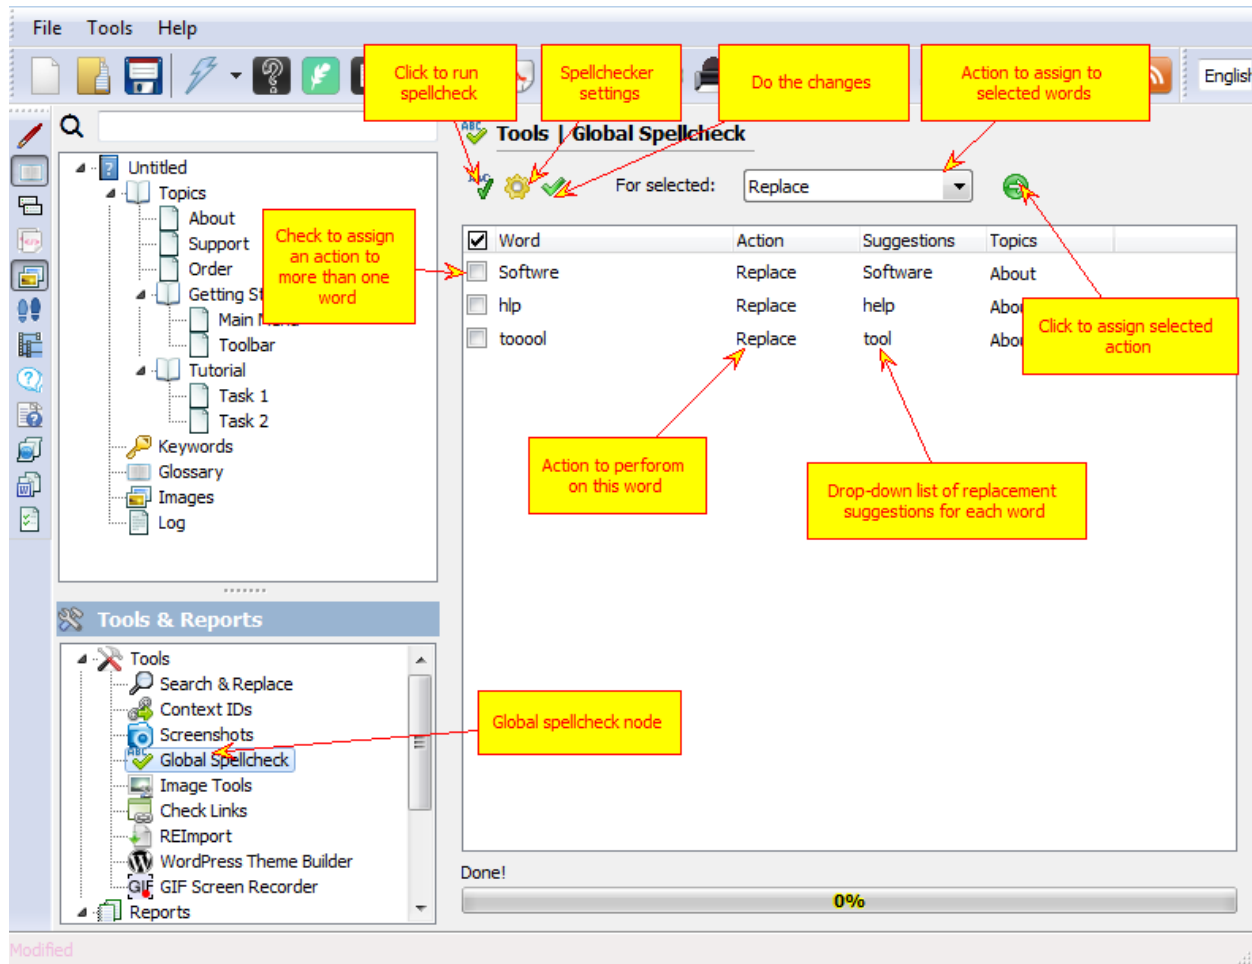 File Tools Help
Click to run
spellcheck
Spellchecker
settings
Do the changes
Action to assign to
selected words
English
Tools | Global Spellcheck
For selected: Replace
Untitled
Topics
About
Support
Order
Getting St
Main Menu
Toolbar
Tutorial
Task 1
Task 2
Keywords
Glossary
Images
Log
Check to assign
an action to
more than one
word
Word Action Suggestions Topics
Softwre Replace Software About
hlp Replace help Abou
tooool Replace tool Abou
Click to assign selected
action
Action to perforom
on this word
Drop-down list of replacement
suggestions for each word
Tools & Reports
Tools
Search & Replace
Context IDs
Screenshots
ABC Global Spellcheck
Image Tools
Check Links
REImport
WordPress Theme Builder
GIF GIF Screen Recorder
Reports
Global spellcheck node
Done!
0%
Modified